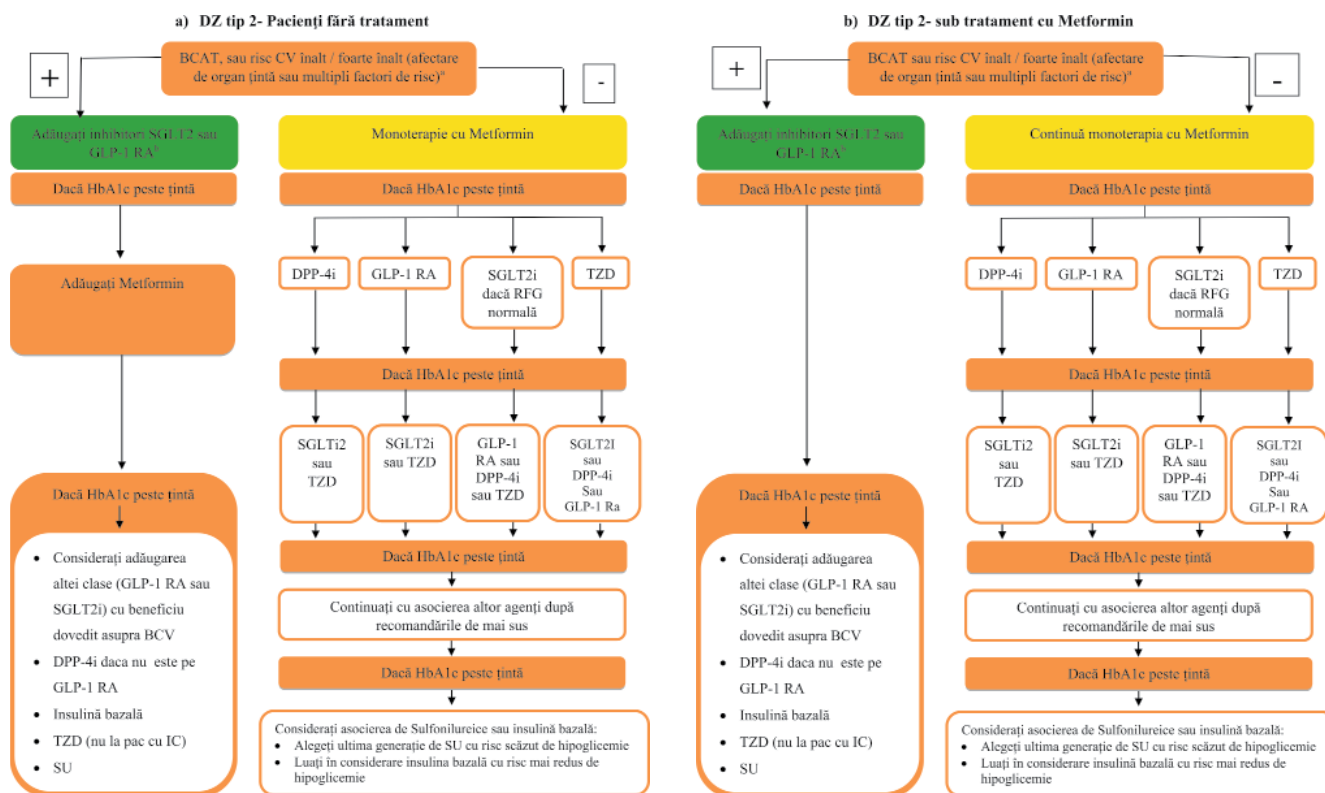 a) DZ tip 2- Pacienți fără tratament
+
BCAT, sau risc CV înalt / foarte înalt (afectare
de organ țintă sau multipli factori de risc)ª
-
Adăugați inhibitori SGLT2 sau
GLP-1 RAᵇ
Monoterapie cu Metformin
Dacă HbA1c peste țintă
Dacă HbA1c peste țintă
Adăugați Metformin
DPP-4i
GLP-1 RA
SGLT2i
dacă RFG
normală
TZD
Dacă HbA1c peste țintă
SGLTi2
sau
TZD
SGLT2i
sau TZD
GLP-1
RA sau
DPP-4i
sau TZD
SGLT2I
sau
DPP-4i
Sau
GLP-1 Ra
Dacă HbA1c peste țintă
• Considerați adăugarea
altei clase (GLP-1 RA sau
SGLT2i) cu beneficiu
dovedit asupra BCV
• DPP-4i daca nu este pe
GLP-1 RA
• Insulină bazală
• TZD (nu la pac cu IC)
• SU
Dacă HbA1c peste țintă
Continuați cu asocierea altor agenți după
recomandările de mai sus
Dacă HbA1c peste țintă
Considerați asocierea de Sulfonilureice sau insulină bazală:
• Alegeți ultima generație de SU cu risc scăzut de hipoglicemie
• Luați în considerare insulina bazală cu risc mai redus de
hipoglicemie
b) DZ tip 2- sub tratament cu Metformin
+
BCAT, sau risc CV înalt / foarte înalt (afectare
de organ țintă sau multipli factori de risc)ª
-
Adăugați inhibitori SGLT2 sau
GLP-1 RA
Continuă monoterapia cu Metformin
Dacă HbA1c peste țintă
Dacă HbA1c peste țintă
DPP-4i
GLP-1 RA
SGLT2i
dacă RFG
normală
TZD
Dacă HbA1c peste țintă
SGLTi2
sau
TZD
SGLT2i
sau TZD
GLP-1
RA sau
DPP-4i
sau TZD
SGLT2I
sau
DPP-4i
Sau
GLP-1 RA
Dacă HbA1c peste țintă
• Considerați adăugarea
altei clase (GLP-1 RA sau
SGLT2i) cu beneficiu
dovedit asupra BCV
• DPP-4i daca nu este pe
GLP-1 RA
• Insulină bazală
• TZD (nu la pac cu IC)
• SU
Dacă HbA1c peste țintă
Continuați cu asocierea altor agenți după
recomandările de mai sus
Dacă HbA1c peste țintă
Considerați asocierea de Sulfonilureice sau insulină bazală:
• Alegeți ultima generație de SU cu risc scăzut de hipoglicemie
• Luați în considerare insulina bazală cu risc mai redus de
hipoglicemie